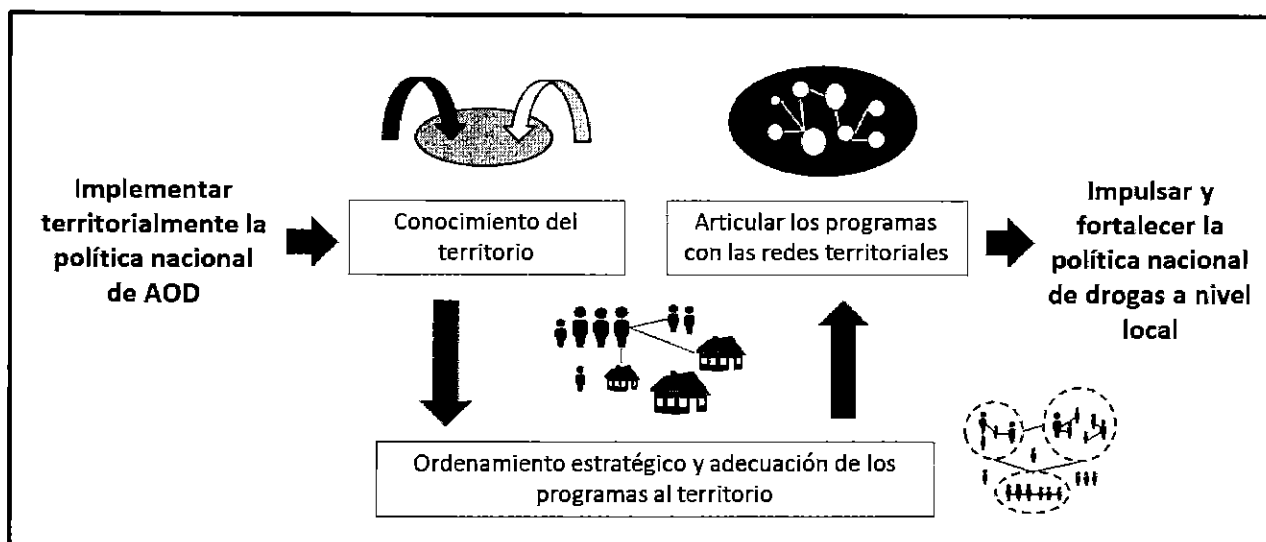 Implementar
territorialmente la
política nacional
de AOD
Conocimiento del
territorio
Articular los programas
con las redes territoriales
Impulsar y
fortalecer la
política nacional
de drogas a nivel
local
Ordenamiento estratégico y adecuación de los
programas al territorio